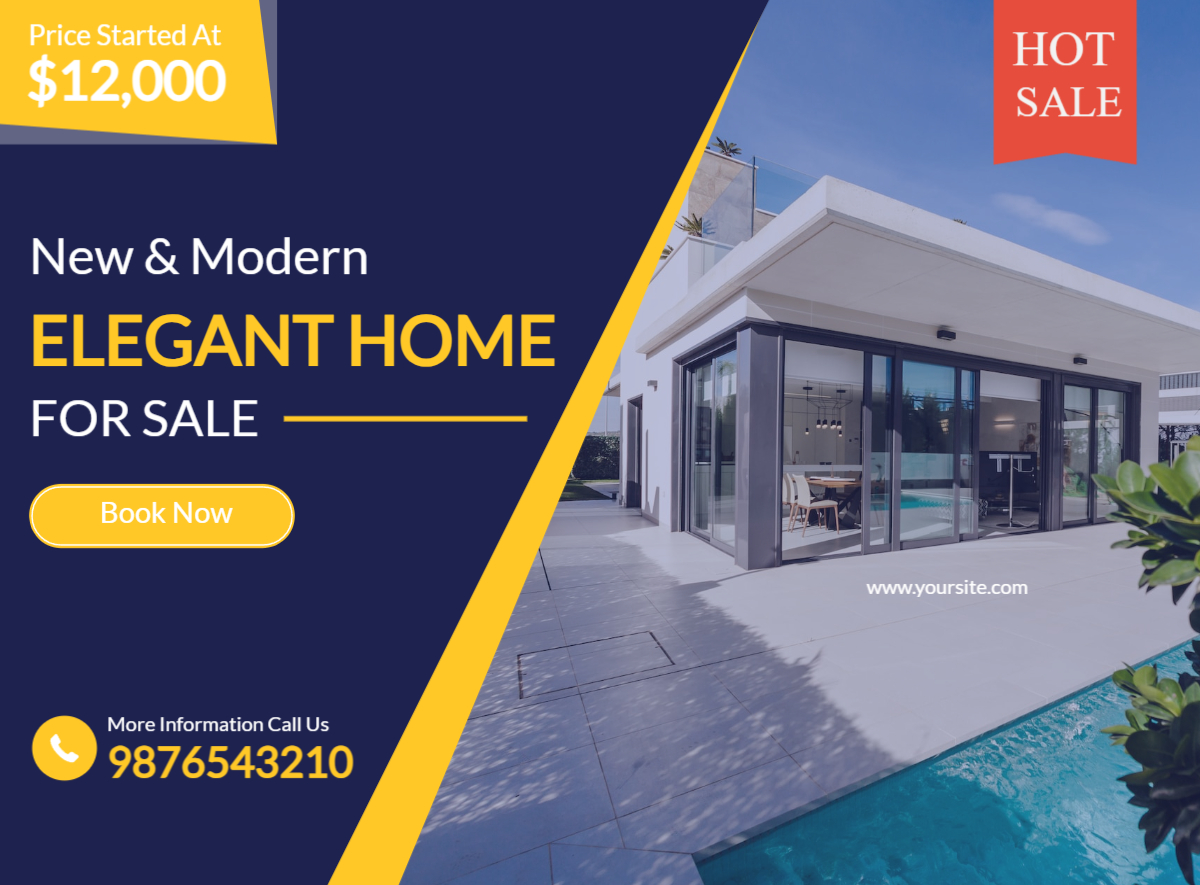 Price Started At
$12,000
HOT
SALE
New & Modern
ELEGANT HOME
FOR SALE
Book Now
www.yoursite.com
More Information Call Us
9876543210